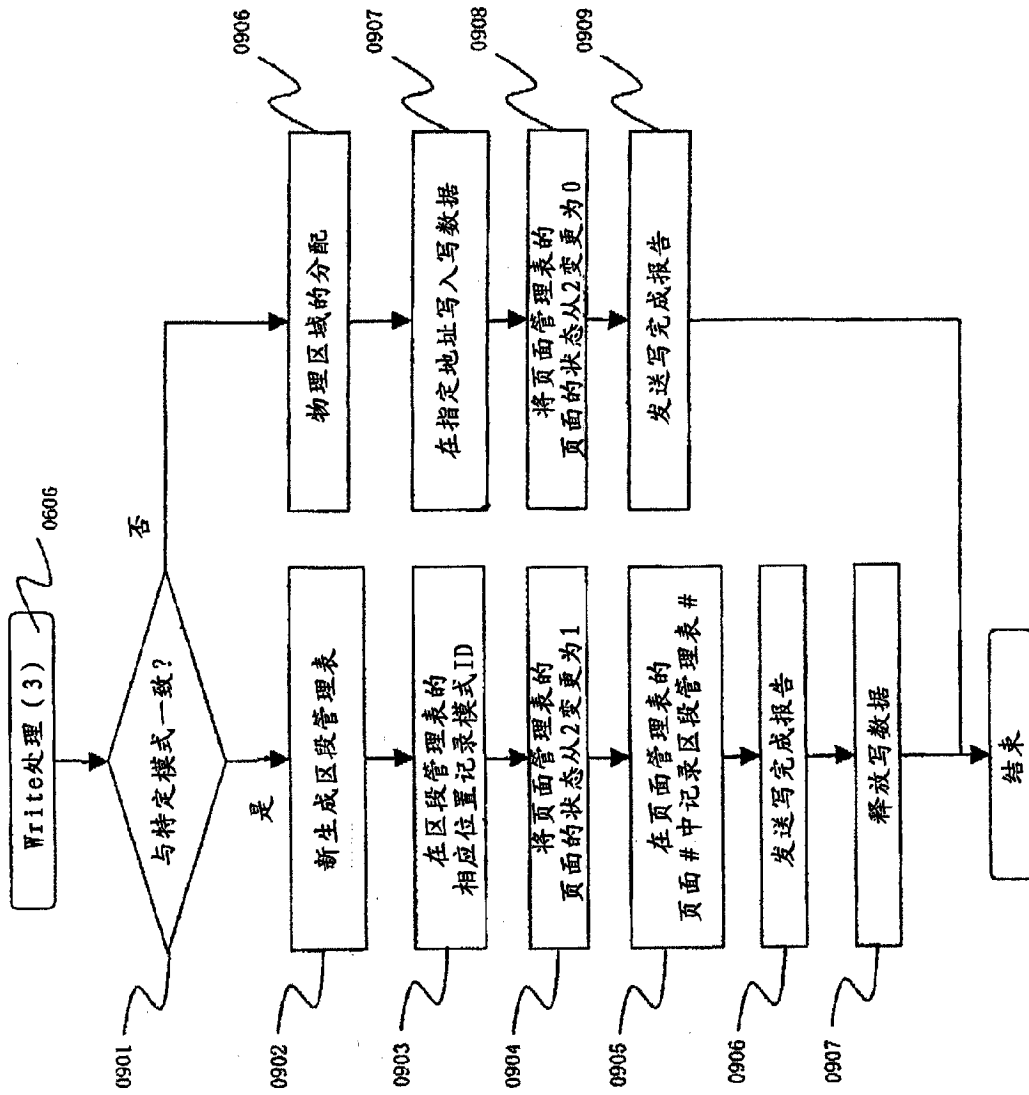 Write处理(3)
0606
与特定模式一致?
0901
否
是
新生成区段管理表
0902
在区段管理表的
相应位置记录模式ID
0903
将页面管理表的
页面的状态从2变更为1
0904
在页面管理表的
页面#中记录区段管理表#
0905
发送写完成报告
0906
释放写数据
0907
物理区域的分配
0906
在指定地址写入写数据
0907
将页面管理表的
页面的状态从2变更为0
0908
发送写完成报告
0909
结束